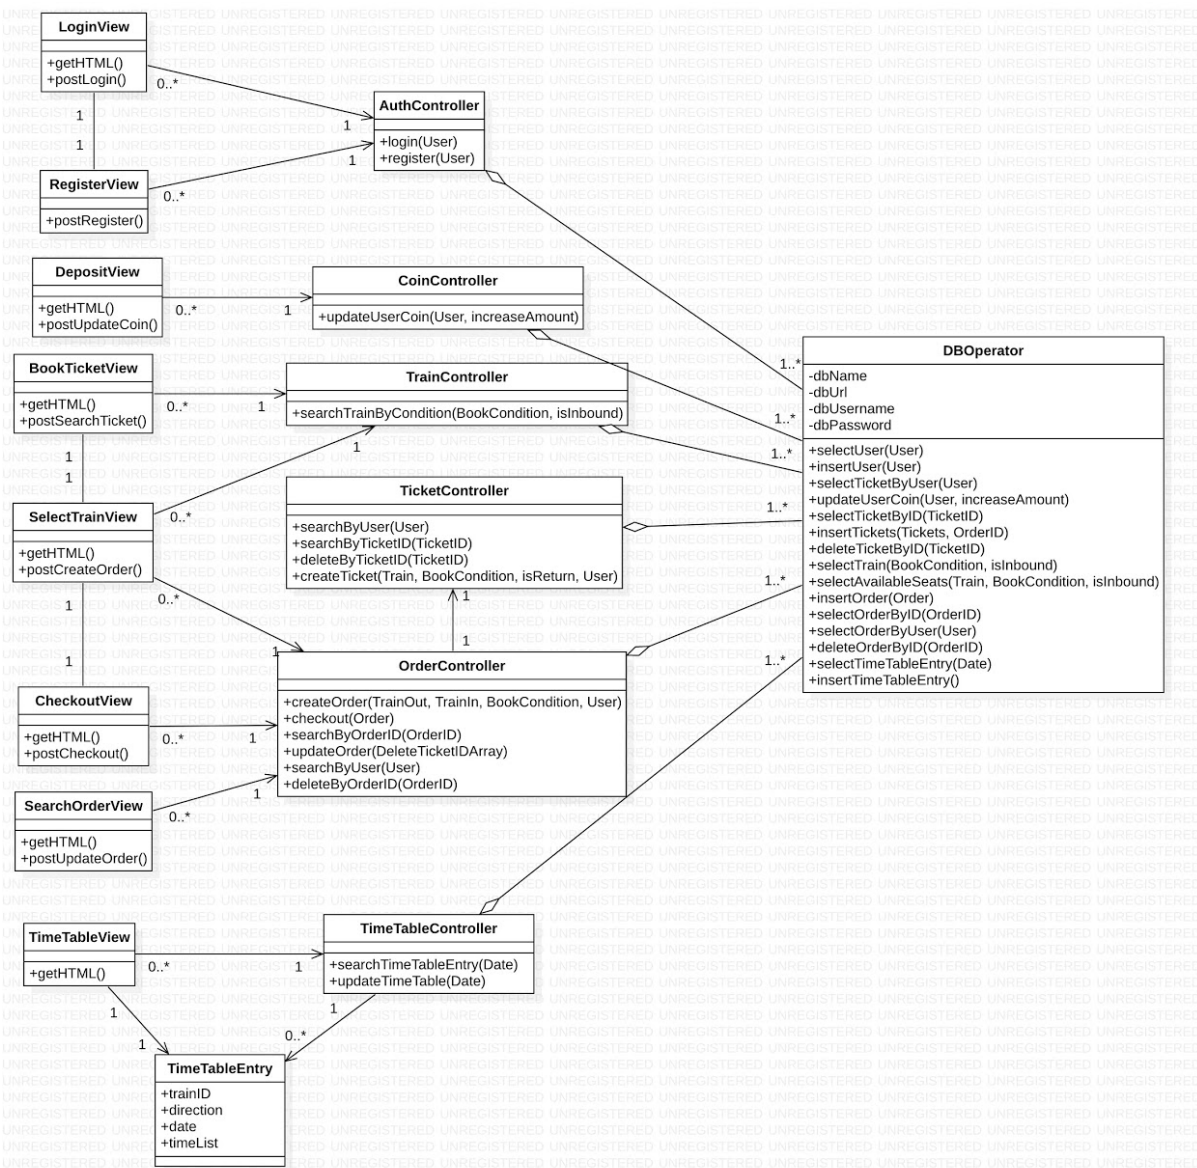 LoginView
+getHTML()
+postLogin()
0..*
1
1
1
AuthController
+login(User)
+register(User)
1
RegisterView
+postRegister()
0..*
DepositView
+getHTML()
+postUpdateCoin()
0..*
1
CoinController
+updateUserCoin(User, increaseAmount)
BookTicketView
+getHTML()
+postSearchTicket()
0..*
1
TrainController
+searchTrainByCondition(BookCondition, isInbound)
1
1
1
SelectTrainView
+getHTML()
+postCreateOrder()
0..*
0..*
TicketController
+searchByUser(User)
+searchByTicketID(TicketID)
+deleteByTicketID(TicketID)
+createTicket(Train, BookCondition, isReturn, User)
1
1
1
1
1
OrderController
+createOrder(TrainOut, TrainIn, BookCondition, User)
+checkout(Order)
+searchByOrderID(OrderID)
+updateOrder(DeleteTicketIDArray)
+searchByUser(User)
+deleteByOrderID(OrderID)
CheckoutView
+getHTML()
+postCheckout()
0..*
1
SearchOrderView
+getHTML()
+postUpdateOrder()
0..*
1
DBOperator
-dbName
-dbUrl
-dbUsername
-dbPassword
+selectUser(User)
+insertUser(User)
+selectTicketByUser(User)
+updateUserCoin(User, increaseAmount)
+selectTicketByID(TicketID)
+insertTickets(Tickets, OrderID)
+deleteTicketByID(TicketID)
+selectTrain(BookCondition, isInbound)
+selectAvailableSeats(Train, BookCondition, isInbound)
+insertOrder(Order)
+selectOrderByID(OrderID)
+selectOrderByUser(User)
+deleteOrderByID(OrderID)
+selectTimeTableEntry(Date)
+insertTimeTableEntry()
1..*
1..*
1..*
1..*
1..*
1..*
TimeTableView
+getHTML()
0..*
1
TimeTableController
+searchTimeTableEntry(Date)
+updateTimeTable(Date)
1
1
1
0..*
TimeTableEntry
+trainID
+direction
+date
+timeList
UNREGISTERED